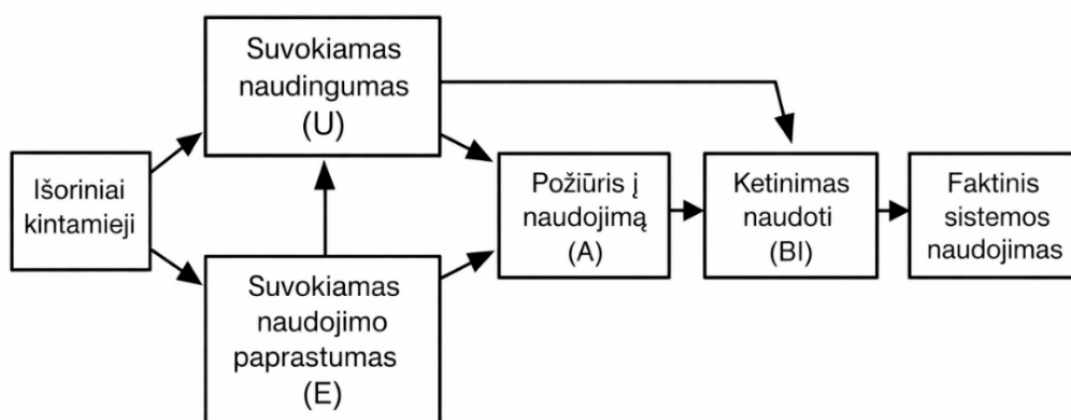 Išoriniai
kintamieji
Suvokiamas
naudingumas
(U)
Suvokiamas
naudojimo
paprastumas
(E)
Požiūris į
naudojimą
(A)
Ketinimas
naudoti
(BI)
Faktinis
sistemos
naudojimas